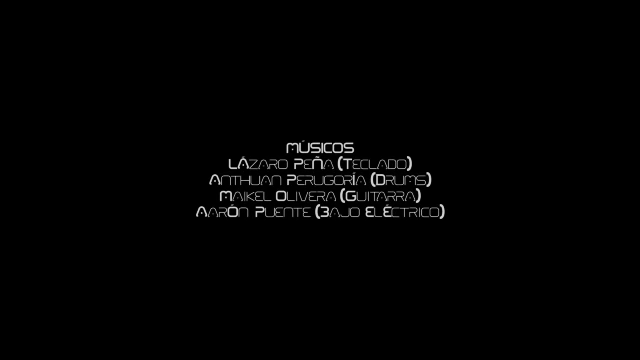 MÚSICOS
LÁZARO PEÑA (TECLADO)
ANTHUAN PERUGORÍA (DRUMS)
MAIKEL OLIVERA (GUITARRA)
AARÓN PUENTE (BAJO ELÉCTRICO)